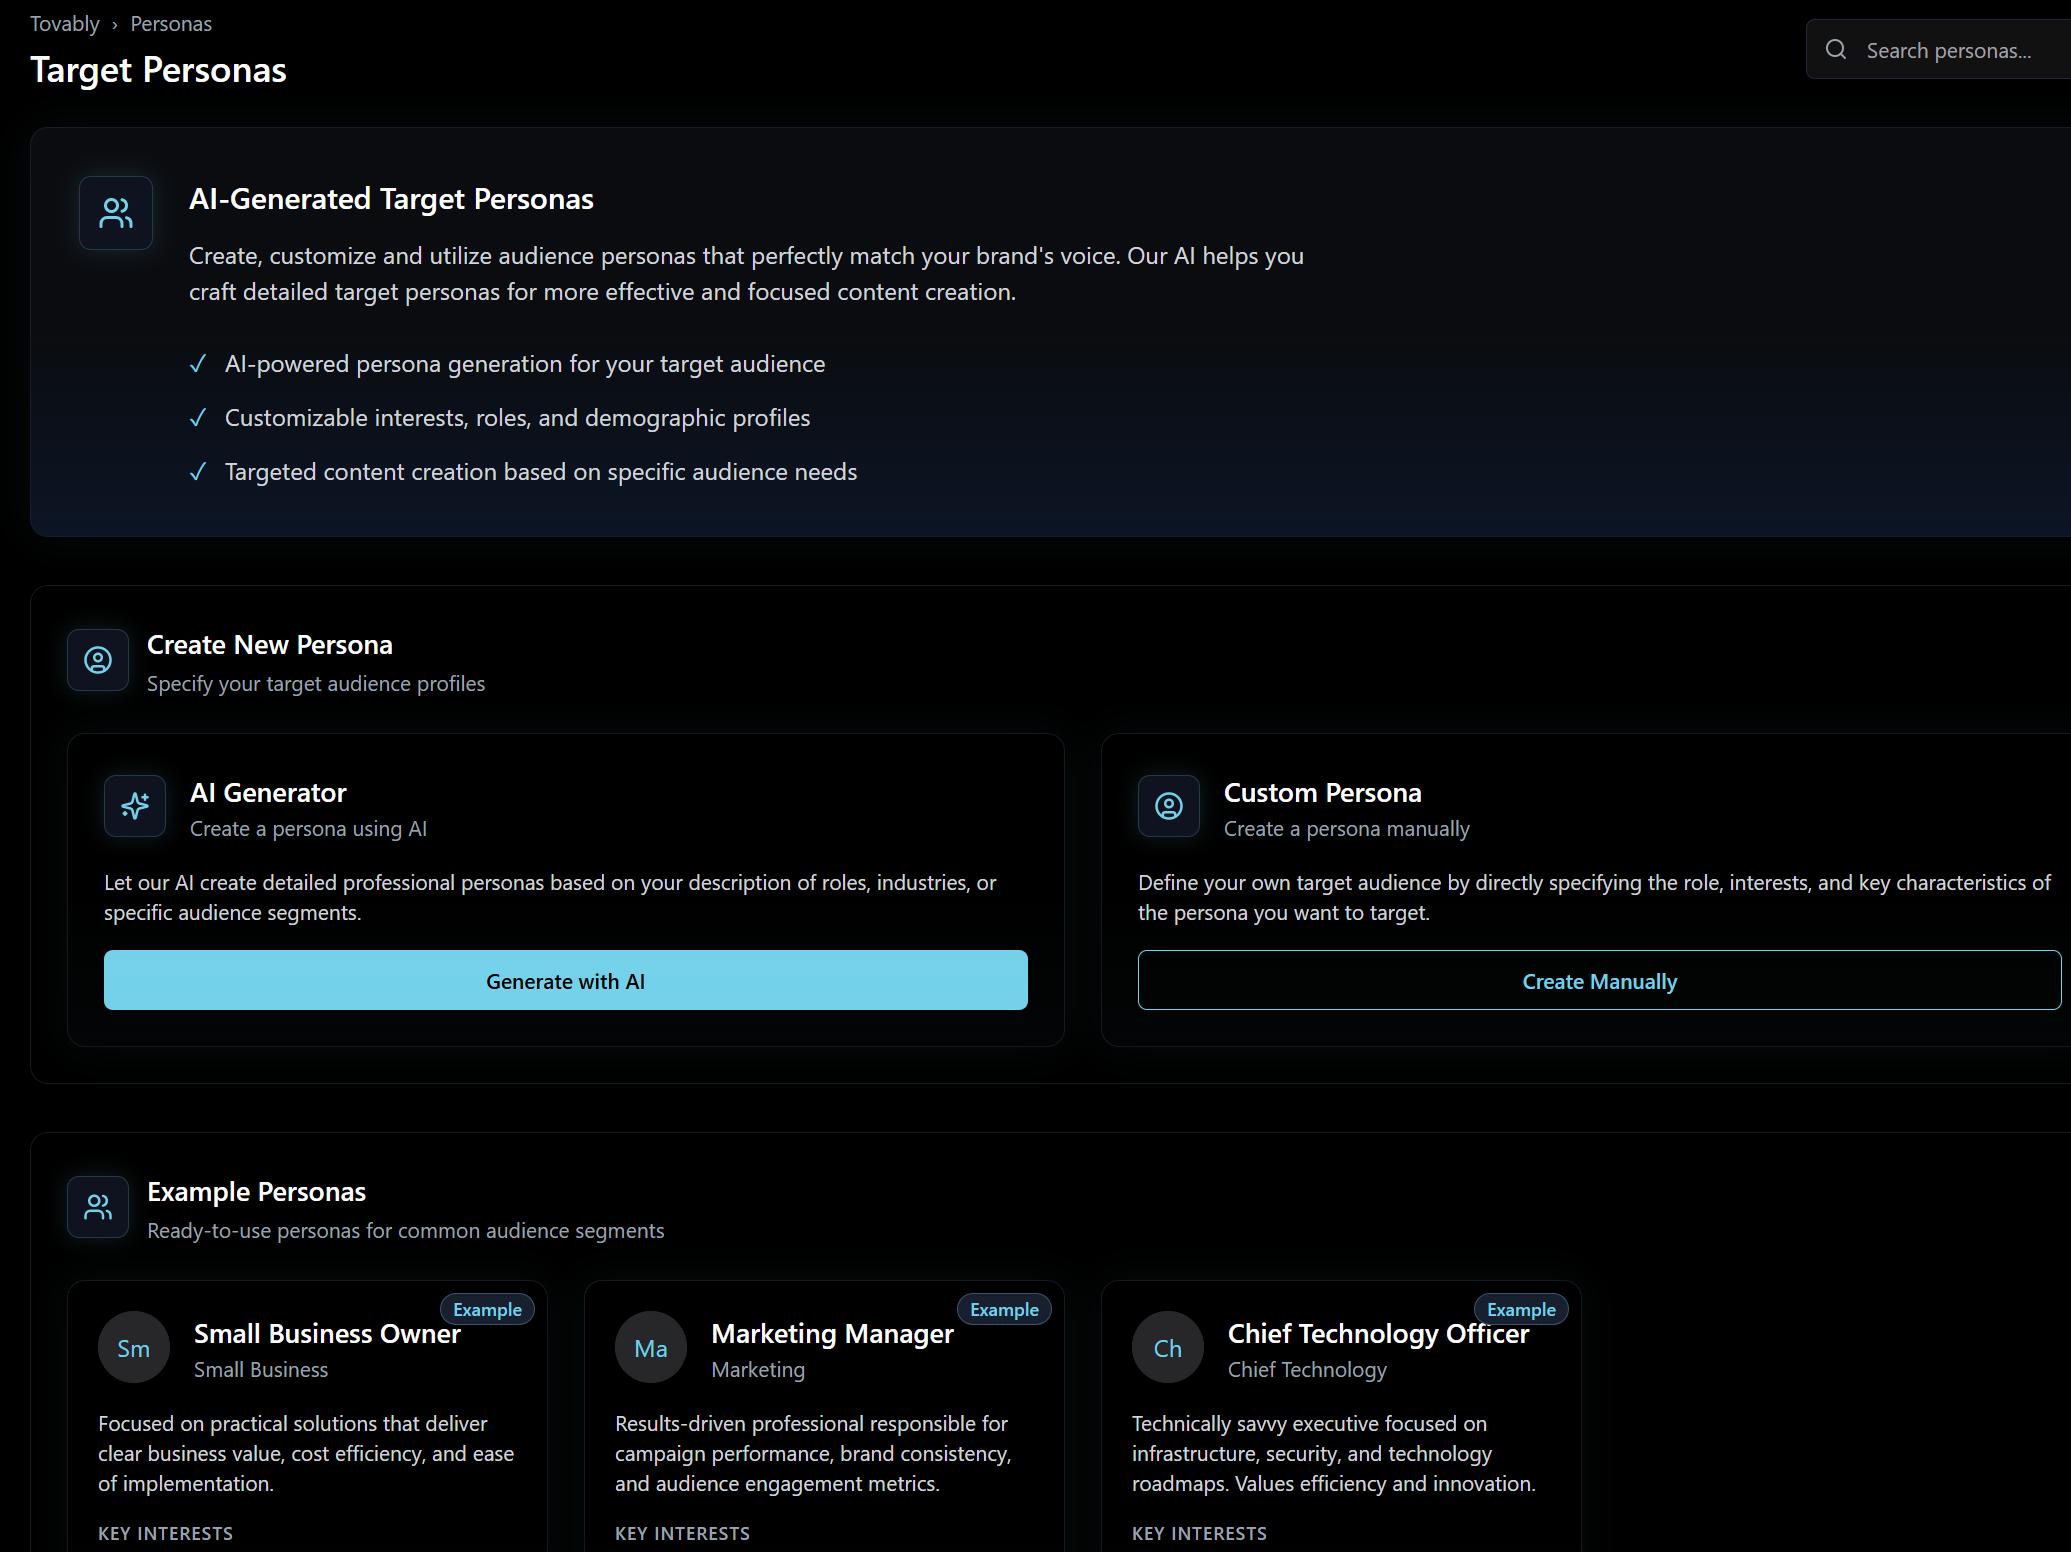 Tovably › Personas
Target Personas
Search personas...
AI-Generated Target Personas
Create, customize and utilize audience personas that perfectly match your brand's voice. Our AI helps you
craft detailed target personas for more effective and focused content creation.
✓ AI-powered persona generation for your target audience
✓ Customizable interests, roles, and demographic profiles
✓ Targeted content creation based on specific audience needs
Create New Persona
Specify your target audience profiles
AI Generator
Create a persona using AI
Let our AI create detailed professional personas based on your description of roles, industries, or
specific audience segments.
Generate with AI
Custom Persona
Create a persona manually
Define your own target audience by directly specifying the role, interests, and key characteristics of
the persona you want to target.
Create Manually
Example Personas
Ready-to-use personas for common audience segments
Example
Sm
Small Business Owner
Small Business
Focused on practical solutions that deliver
clear business value, cost efficiency, and ease
of implementation.
KEY INTERESTS
Example
Ma
Marketing Manager
Marketing
Results-driven professional responsible for
campaign performance, brand consistency,
and audience engagement metrics.
KEY INTERESTS
Example
Ch
Chief Technology Officer
Chief Technology
Technically savvy executive focused on
infrastructure, security, and technology
roadmaps. Values efficiency and innovation.
KEY INTERESTS